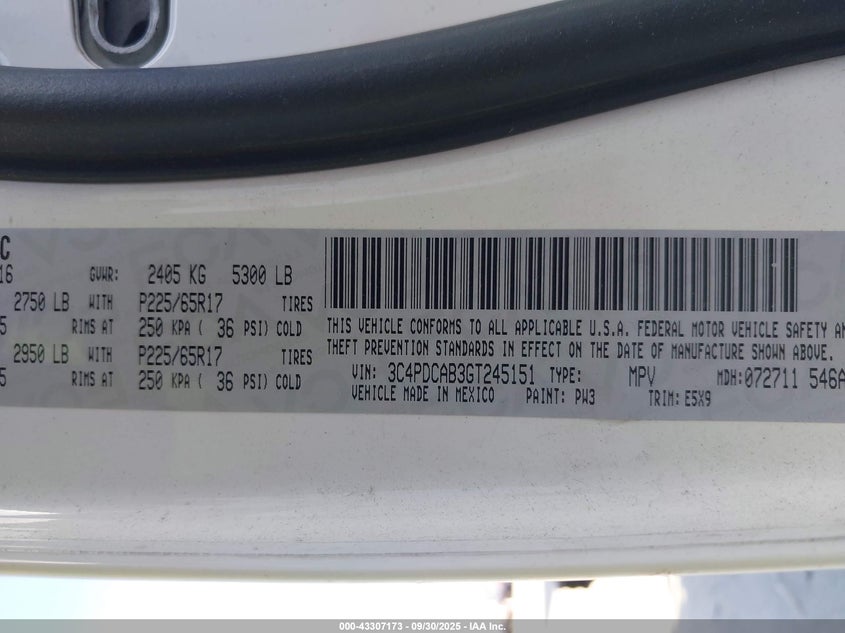 C
16 GVWR: 2405 KG 5300 LB
2750 LB WITH P225/65R17 TIRES
5 RIMS AT 250 KPA ( 36 PSI) COLD
2950 LB WITH P225/65R17 TIRES
5 RIMS AT 250 KPA ( 36 PSI) COLD
THIS VEHICLE CONFORMS TO ALL APPLICABLE U.S.A. FEDERAL MOTOR VEHICLE SAFETY AN
THEFT PREVENTION STANDARDS IN EFFECT ON THE DATE OF MANUFACTURE SHOWN ABOVE.
VIN: 3C4PDCAB3GT245151 TYPE: MPV MDH:072711 546A
VEHICLE MADE IN MEXICO PAINT: PW3 TRIM: E5X9
000-43307173 - 09/30/2025 - IAA Inc.